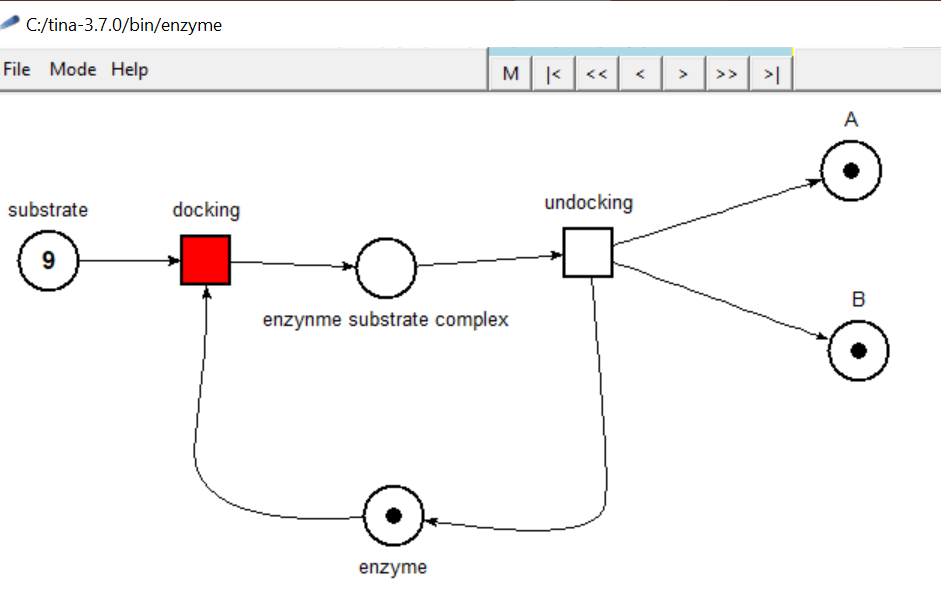 C:/tina-3.7.0/bin/enzyme
File Mode Help
M |< << < > >> >|
A
undocking
substrate docking
9
enzynme substrate complex
B
enzyme